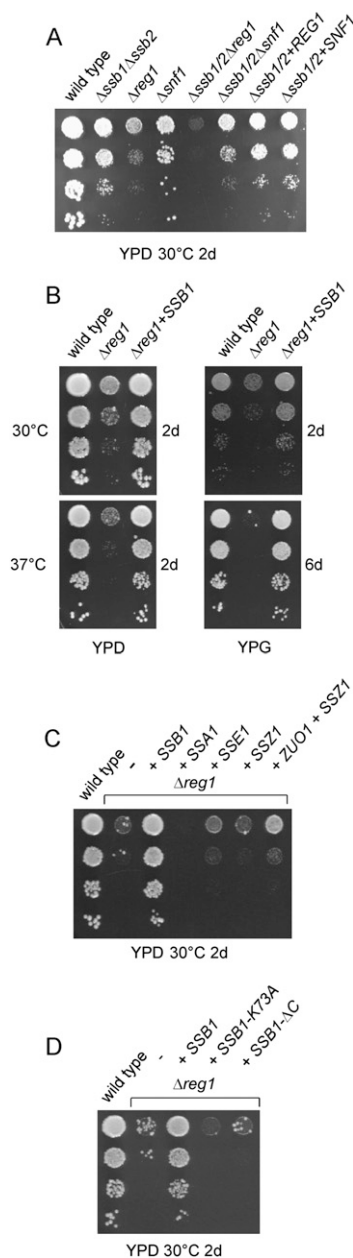 A
wild type
Δssb1Δssb2
Δreg1
Δsnf1
Δssb1/2Δreg1
Δssb1/2Δsnf1
Δssb1/2+REG1
Δssb1/2+SNF1
YPD 30°C 2d
B
wild type
Δreg1
Δreg1+SSB1
wild type
Δreg1
Δreg1+SSB1
30°C
2d
2d
37°C
2d
6d
YPD
YPG
C
wild type
-
+ SSB1
+ SSA1
+ SSE1
+ SSZ1
+ ZUO1 + SSZ1
Δreg1
YPD 30°C 2d
D
wild type
-
+ SSB1
+ SSB1-K73A
+ SSB1-ΔC
Δreg1
YPD 30°C 2d